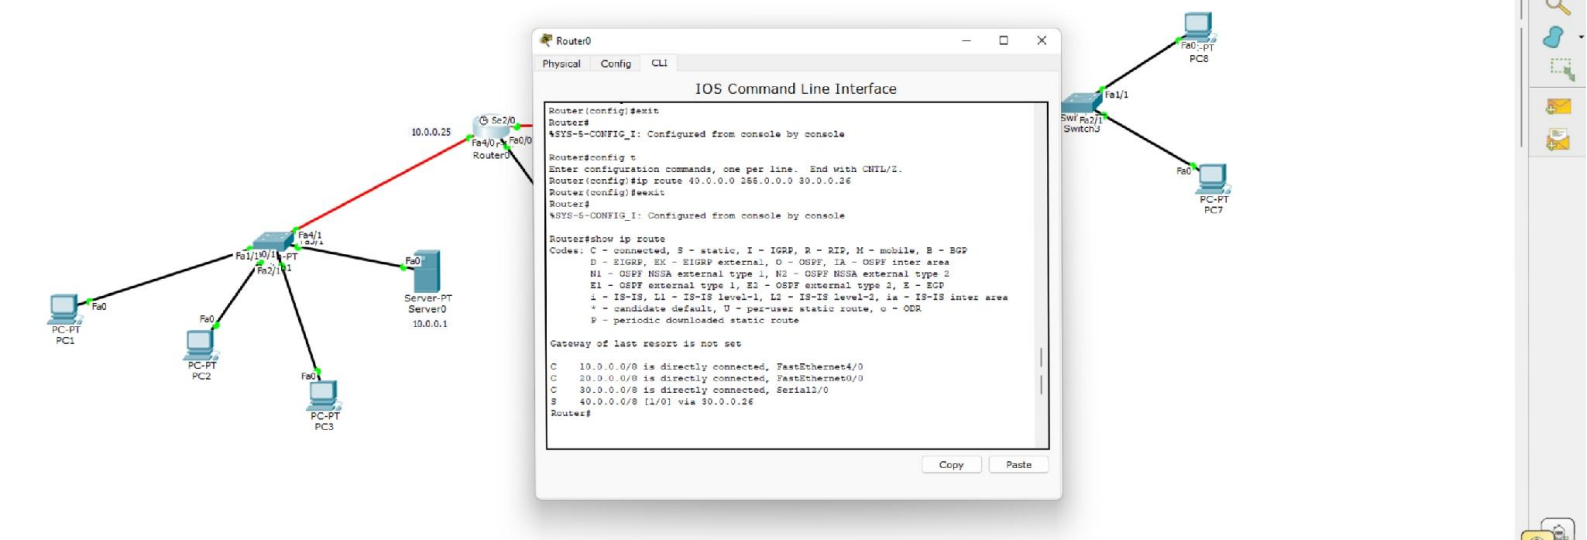 Router0
Physical Config CLI
IOS Command Line Interface
Router(config)#exit
Router#
%SYS-5-CONFIG_I: Configured from console by console
Router#config t
Enter configuration commands, one per line. End with CNTL/Z.
Router(config)#ip route 40.0.0.0 255.0.0.0 30.0.0.26
Router(config)#eexit
Router#
%SYS-5-CONFIG_I: Configured from console by console
Router#show ip route
Codes: C - connected, S - static, I - IGRP, R - RIP, M - mobile, B - BGP
D - EIGRP, EX - EIGRP external, O - OSPF, IA - OSPF inter area
N1 - OSPF NSSA external type 1, N2 - OSPF NSSA external type 2
E1 - OSPF external type 1, E2 - OSPF external type 2, E - EGP
i - IS-IS, L1 - IS-IS level-1, L2 - IS-IS level-2, ia - IS-IS inter area
* - candidate default, U - per-user static route, o - ODR
P - periodic downloaded static route
Gateway of last resort is not set
C 10.0.0.0/8 is directly connected, FastEthernet4/0
C 20.0.0.0/8 is directly connected, FastEthernet0/0
C 30.0.0.0/8 is directly connected, Serial2/0
S 40.0.0.0/8 [1/0] via 30.0.0.26
Router#
Copy Paste
10.0.0.25
Se2/0
Fa4/0
Fa0/0
Router0
Fa4/1
Fa1/1
Fa2/1
Fa0
Server-PT
Server0
10.0.0.1
Fa0
PC-PT
PC1
Fa0
PC-PT
PC2
Fa0
PC-PT
PC3
Fa0
-PT
PC8
Fa1/1
Fa2/1
Switch3
Fa0
PC-PT
PC7